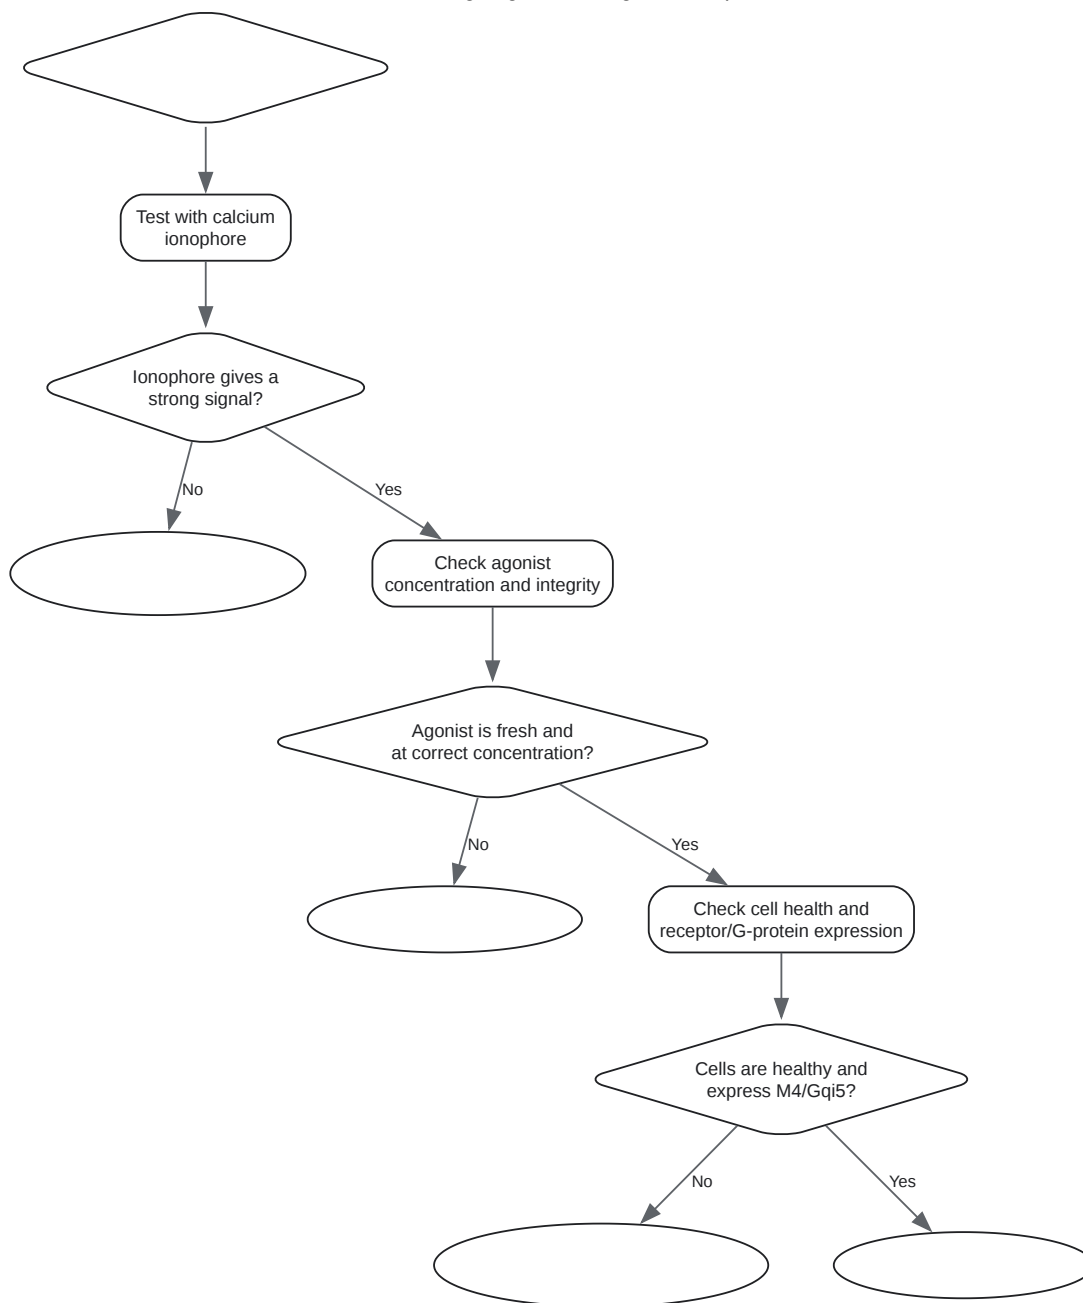 Test with calcium
ionophore
Ionophore gives a
strong signal?
No
Yes
Check agonist
concentration and integrity
Agonist is fresh and
at correct concentration?
No
Yes
Check cell health and
receptor/G-protein expression
Cells are healthy and
express M4/Gqi5?
No
Yes